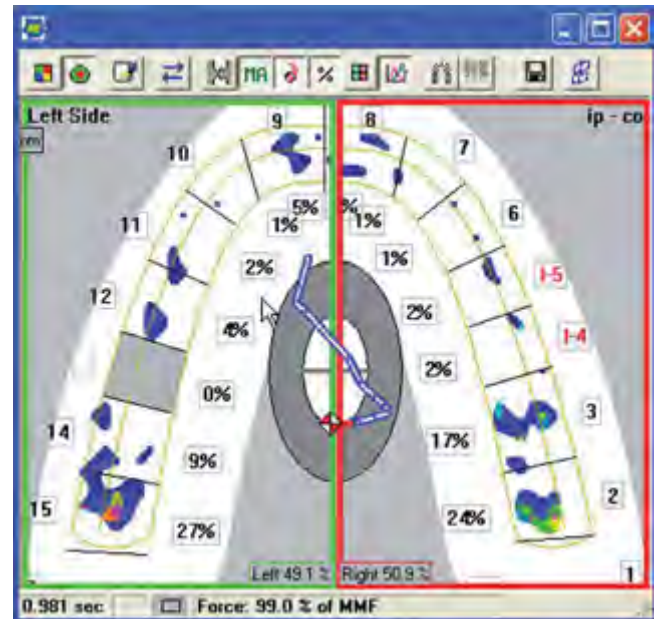 MA %
Left Side
ip - co
9 8
10 7
11 6
12 I-5
I-4
14 3
15 2
1
5% 1%
1% 1%
2% 2%
4% 2%
0% 17%
9% 24%
27%
Left 49.1 % Right 50.9 %
0.981 sec Force: 99.0 % of MMF